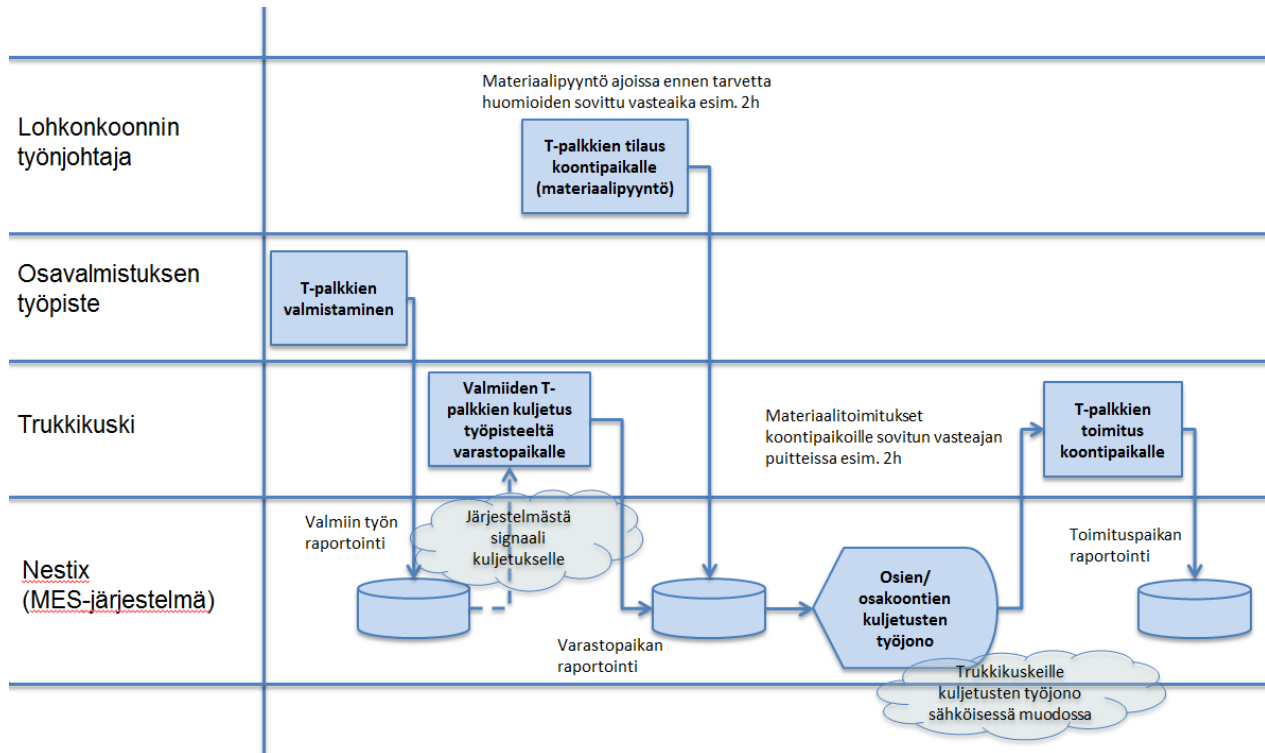 Materiaalipyyntö ajoissa ennen tarvetta
huomioiden sovittu vasteaika esim. 2h
Lohkonkoonnin
työnjohtaja
T-palkkien tilaus
koontipaikalle
(materiaalipyyntö)
Osavalmistuksen
työpiste
T-palkkien
valmistaminen
Trukkikuski
Valmiiden T-
palkkien kuljetus
työpisteeltä
varastopaikalle
Materiaalitoimitukset
koontipaikoille sovitun vasteajan
puitteissa esim. 2h
T-palkkien
toimitus
koontipaikalle
Nestix
(MES-järjestelmä)
Valmiin työn
raportointi
Järjestelmästä
signaali
kuljetukselle
Varastopaikan
raportointi
Osien/
osakoontien
kuljetusten
työjono
Toimituspaikan
raportointi
Trukkikuskeille
kuljetusten työjono
sähköisessä muodossa